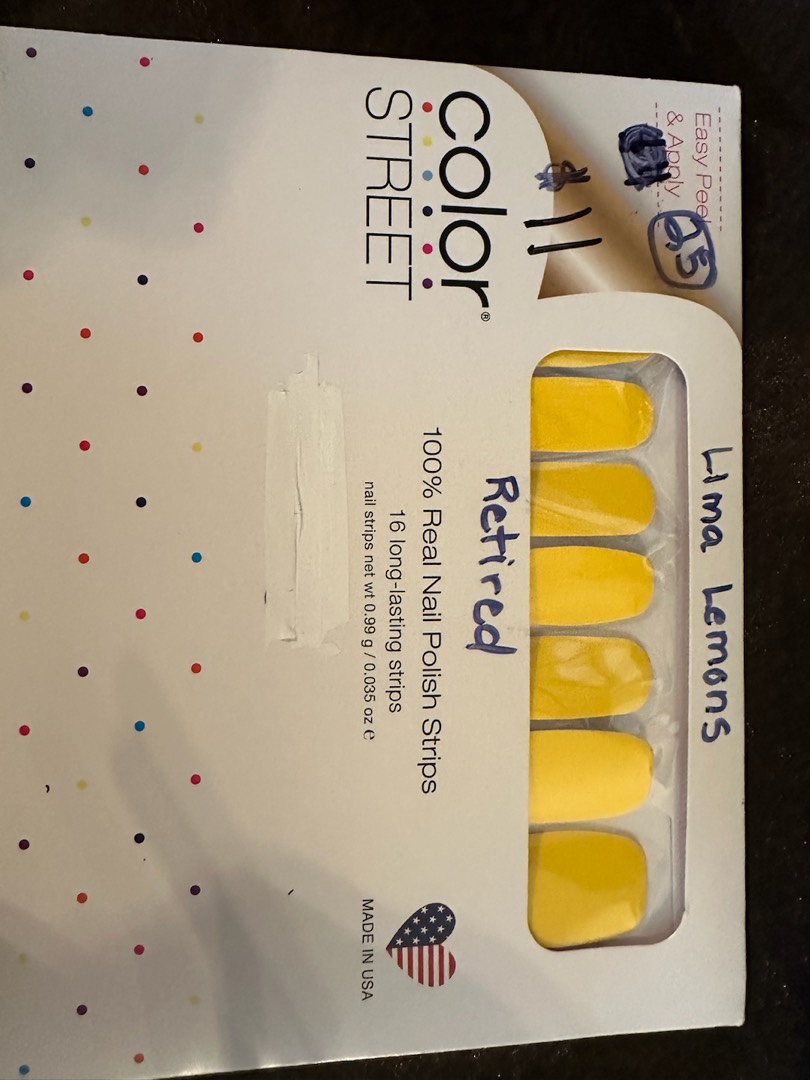 Easy Peel
& Apply
25
$11
color®
STREET
Lima Lemons
Retired
100% Real Nail Polish Strips
16 long-lasting strips
nail strips net wt 0.99 g / 0.035 oz e
MADE IN USA